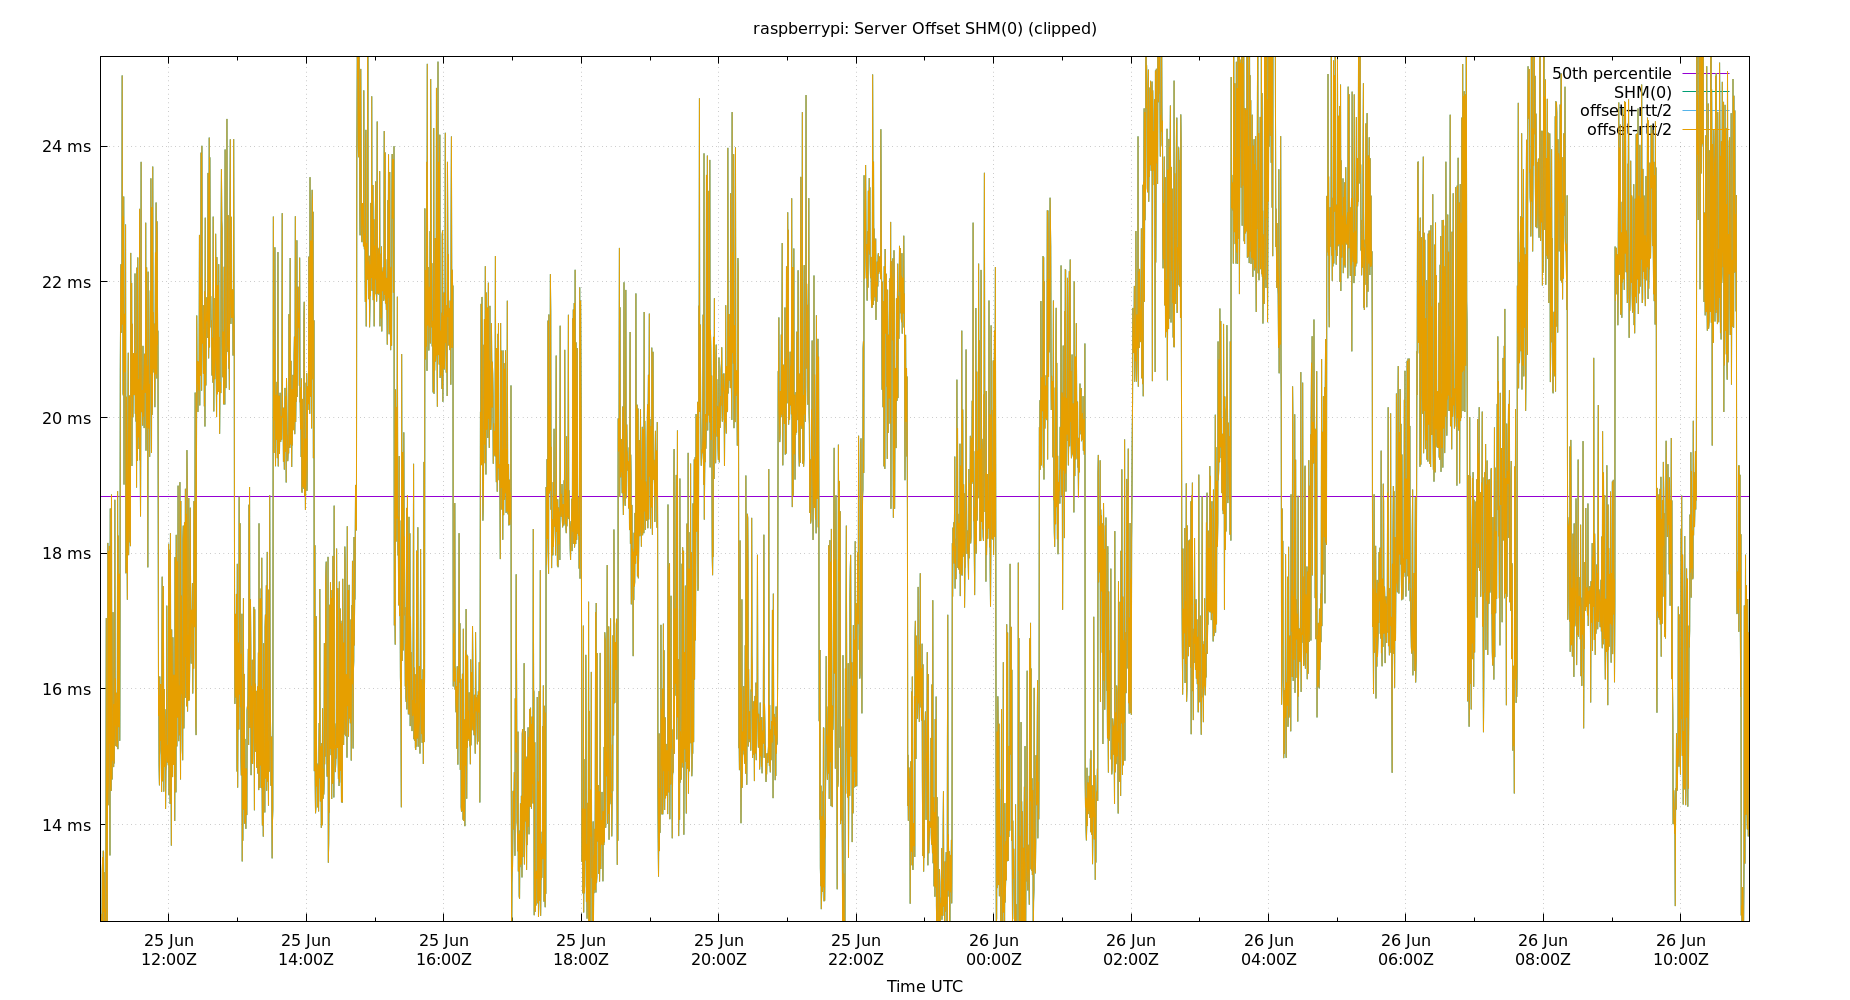 raspberrypi: Server Offset SHM(0) (clipped)
50th percentile
SHM(0)
offset+rtt/2
offset-rtt/2
24 ms
22 ms
20 ms
18 ms
16 ms
14 ms
25 Jun 25 Jun 25 Jun 25 Jun 25 Jun 25 Jun 26 Jun 26 Jun 26 Jun 26 Jun 26 Jun 26 Jun
12:00Z 14:00Z 16:00Z 18:00Z 20:00Z 22:00Z 00:00Z 02:00Z 04:00Z 06:00Z 08:00Z 10:00Z
Time UTC